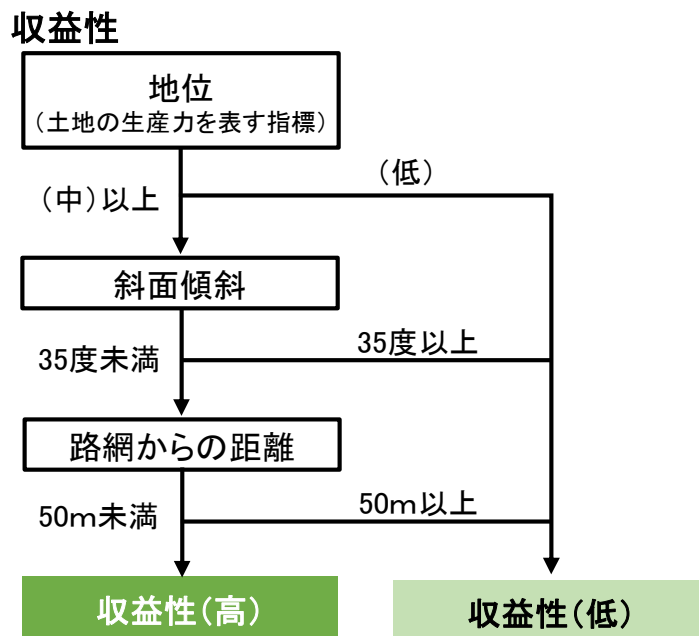 収益性
地位
(土地の生産力を表す指標)
(低)
(中)以上
斜面傾斜
35度以上
35度未満
路網からの距離
50m以上
50m未満
収益性(高)
収益性(低)